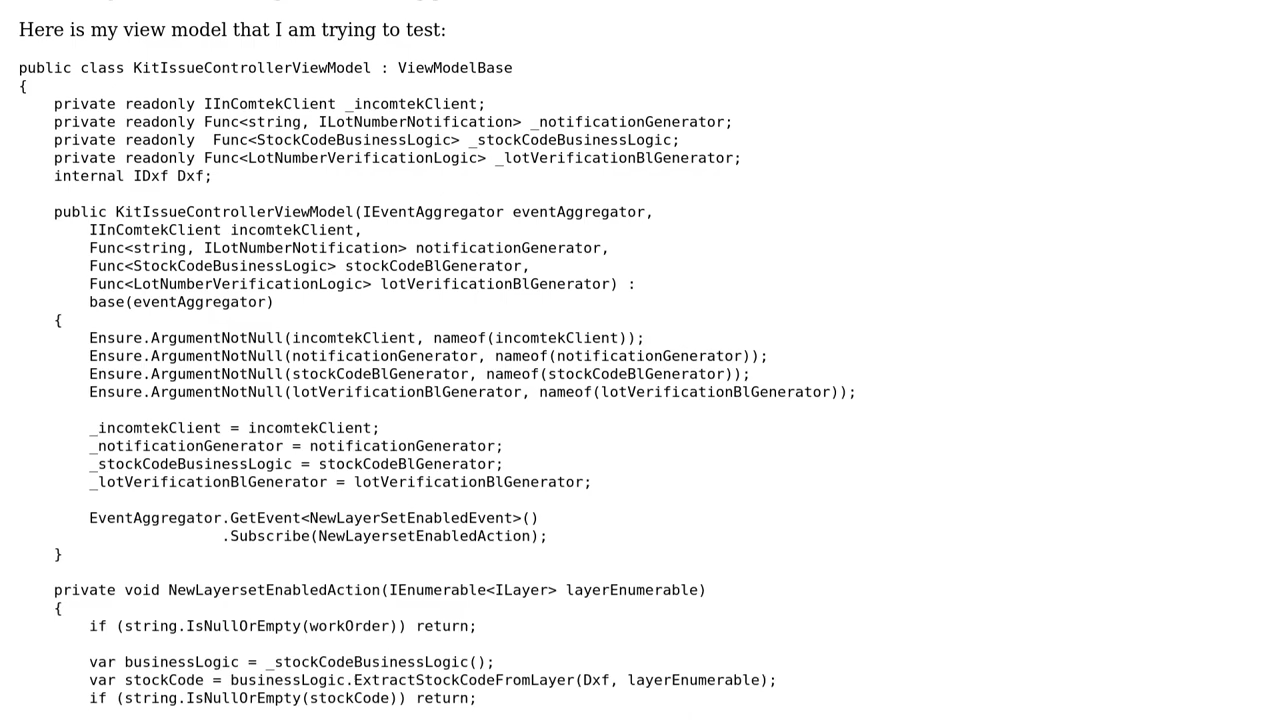 Here is my view model that I am trying to test:
public class KitIssueControllerViewModel : ViewModelBase
{
    private readonly IInComtekClient _incomtekClient;
    private readonly Func<string, ILotNumberNotification> _notificationGenerator;
    private readonly  Func<StockCodeBusinessLogic> _stockCodeBusinessLogic;
    private readonly Func<LotNumberVerificationLogic> _lotVerificationBlGenerator;
    internal IDxf Dxf;

    public KitIssueControllerViewModel(IEventAggregator eventAggregator,
        IInComtekClient incomtekClient,
        Func<string, ILotNumberNotification> notificationGenerator,
        Func<StockCodeBusinessLogic> stockCodeBlGenerator,
        Func<LotNumberVerificationLogic> lotVerificationBlGenerator) :
        base(eventAggregator)
    {
        Ensure.ArgumentNotNull(incomtekClient, nameof(incomtekClient));
        Ensure.ArgumentNotNull(notificationGenerator, nameof(notificationGenerator));
        Ensure.ArgumentNotNull(stockCodeBlGenerator, nameof(stockCodeBlGenerator));
        Ensure.ArgumentNotNull(lotVerificationBlGenerator, nameof(lotVerificationBlGenerator));

        _incomtekClient = incomtekClient;
        _notificationGenerator = notificationGenerator;
        _stockCodeBusinessLogic = stockCodeBlGenerator;
        _lotVerificationBlGenerator = lotVerificationBlGenerator;

        EventAggregator.GetEvent<NewLayerSetEnabledEvent>()
                       .Subscribe(NewLayersetEnabledAction);
    }

    private void NewLayersetEnabledAction(IEnumerable<ILayer> layerEnumerable)
    {
        if (string.IsNullOrEmpty(workOrder)) return;

        var businessLogic = _stockCodeBusinessLogic();
        var stockCode = businessLogic.ExtractStockCodeFromLayer(Dxf, layerEnumerable);
        if (string.IsNullOrEmpty(stockCode)) return;